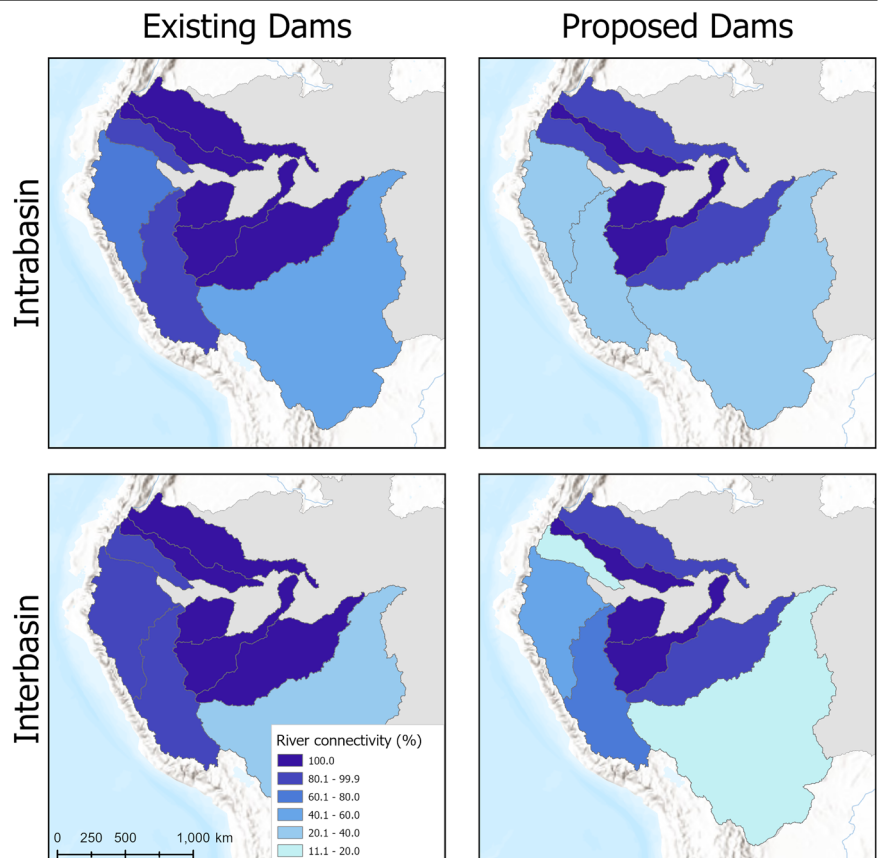 Existing Dams
Proposed Dams
Intrabasin
Interbasin
River connectivity (%)
100.0
80.1 - 99.9
60.1 - 80.0
40.1 - 60.0
20.1 - 40.0
11.1 - 20.0
0 250 500 1,000 km